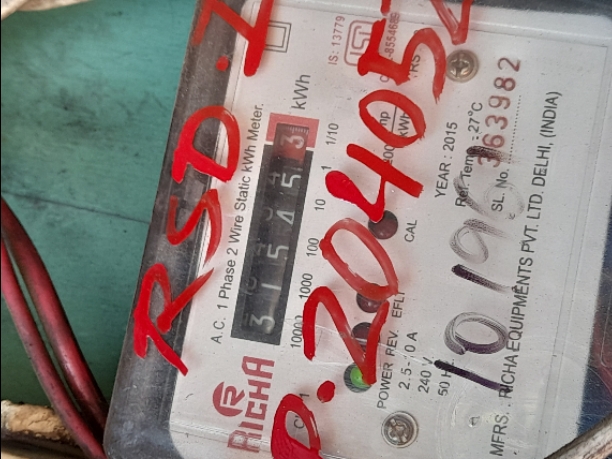 RSD.I
P.204052
A.C. 1 Phase 2 Wire Static kWh Meter.
IS: 13779
RICHA
315453
kWh
10000 1000 100 10 1 1/10
POWER REV. EFL CAL
2.5-10 A
240 V
YEAR : 2015
Ref. Temp. : 27°C
SL. No. 363982
MFRS. : RICHA EQUIPMENTS PVT. LTD. DELHI, (INDIA)